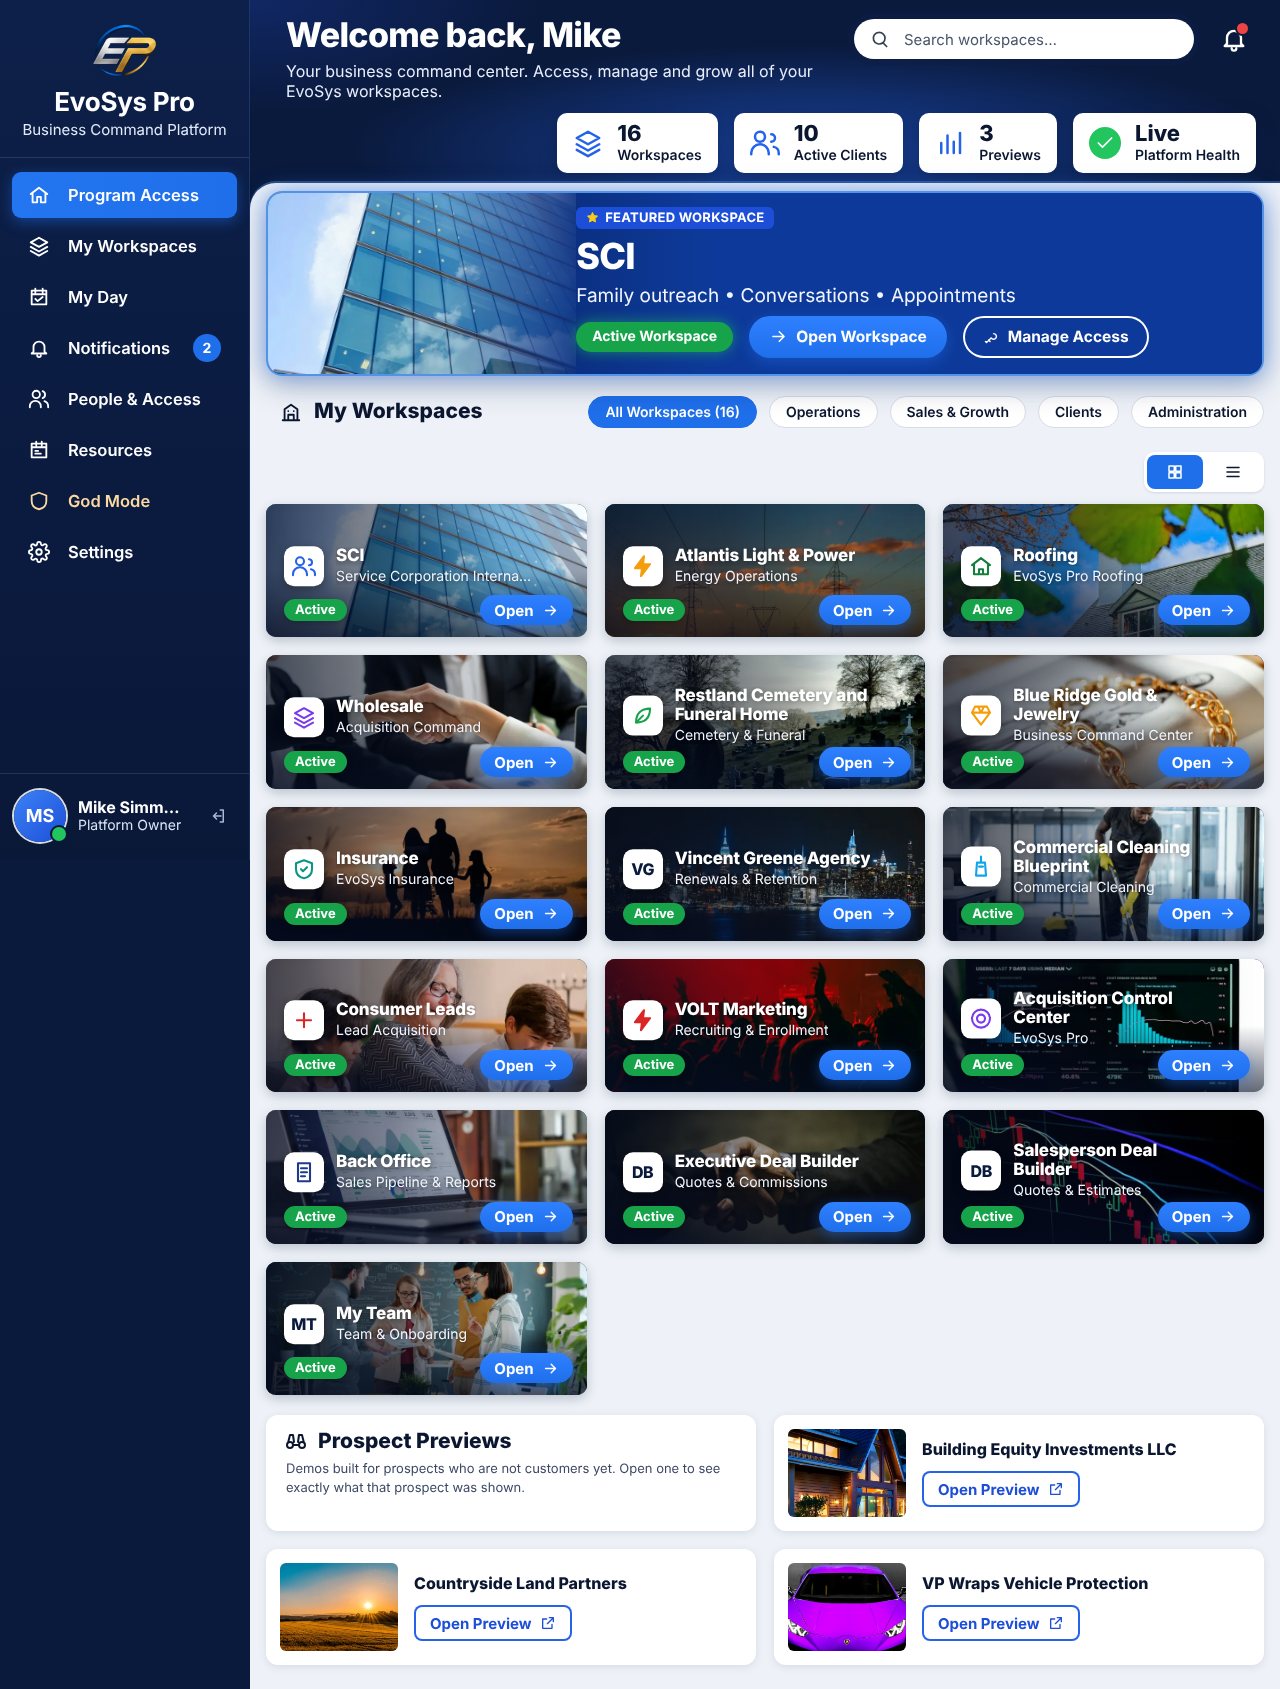 EP
EvoSys Pro
Business Command Platform
Program Access
My Workspaces
My Day
Notifications 2
People & Access
Resources
God Mode
Settings
MS
Mike Simm...
Platform Owner
Welcome back, Mike
Your business command center. Access, manage and grow all of your
EvoSys workspaces.
Search workspaces...
16
Workspaces
10
Active Clients
3
Previews
Live
Platform Health
FEATURED WORKSPACE
SCI
Family outreach • Conversations • Appointments
Active Workspace
Open Workspace
Manage Access
My Workspaces
All Workspaces (16)
Operations
Sales & Growth
Clients
Administration
SCI
Service Corporation Interna...
Active
Open
Atlantis Light & Power
Energy Operations
Active
Open
Roofing
EvoSys Pro Roofing
Active
Open
Wholesale
Acquisition Command
Active
Open
Restland Cemetery and
Funeral Home
Cemetery & Funeral
Active
Open
Blue Ridge Gold &
Jewelry
Business Command Center
Active
Open
Insurance
EvoSys Insurance
Active
Open
VG
Vincent Greene Agency
Renewals & Retention
Active
Open
Commercial Cleaning
Blueprint
Commercial Cleaning
Active
Open
Consumer Leads
Lead Acquisition
Active
Open
VOLT Marketing
Recruiting & Enrollment
Active
Open
USERS: LAST 7 DAYS USING MEDIAN
Acquisition Control
Center
EvoSys Pro
Active
Open
Back Office
Sales Pipeline & Reports
Active
Open
DB
Executive Deal Builder
Quotes & Commissions
Active
Open
DB
Salesperson Deal
Builder
Quotes & Estimates
Active
Open
MT
My Team
Team & Onboarding
Active
Open
Prospect Previews
Demos built for prospects who are not customers yet. Open one to see
exactly what that prospect was shown.
Building Equity Investments LLC
Open Preview
Countryside Land Partners
Open Preview
VP Wraps Vehicle Protection
Open Preview